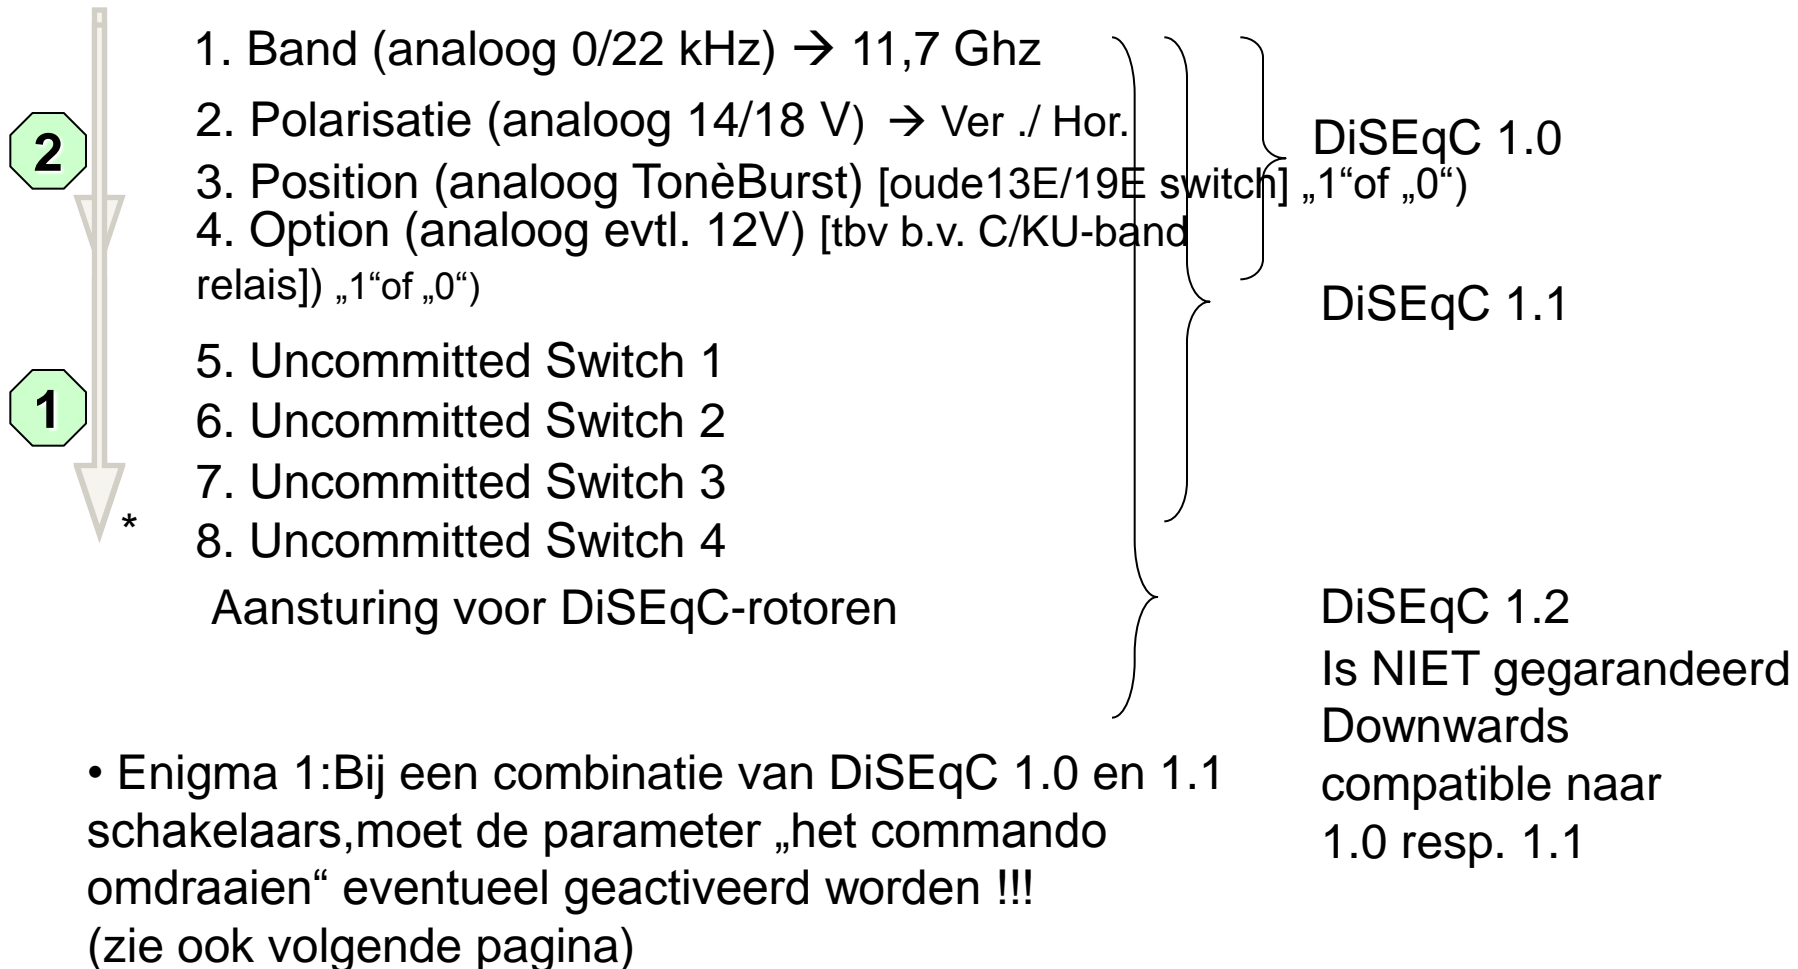 1. Band (analoog 0/22 kHz) → 11,7 Ghz
2
2. Polarisatie (analoog 14/18 V) → Ver ./ Hor.
DiSEqC 1.0
3. Position (analoog TonèBurst) [oude13E/19E switch] „1“of „0“)
4. Option (analoog evtl. 12V) [tbv b.v. C/KU-band
relais]) „1“of „0“)
DiSEqC 1.1
5. Uncommitted Switch 1
1
6. Uncommitted Switch 2
7. Uncommitted Switch 3
*
8. Uncommitted Switch 4
Aansturing voor DiSEqC-rotoren
DiSEqC 1.2
Is NIET gegarandeerd
Downwards
compatible naar
1.0 resp. 1.1
• Enigma 1:Bij een combinatie van DiSEqC 1.0 en 1.1
schakelaars,moet de parameter „het commando
omdraaien“ eventueel geactiveerd worden !!!
(zie ook volgende pagina)